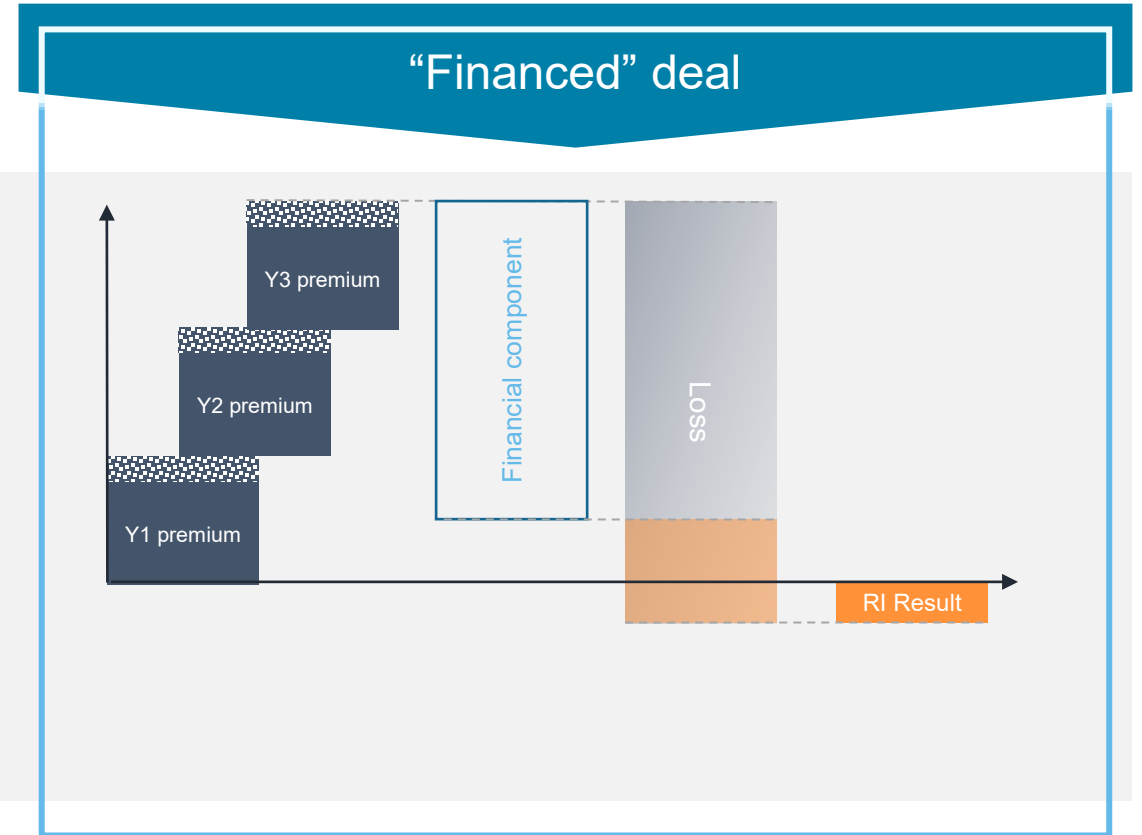 “Financed” deal
Y3 premium
Y2 premium
Y1 premium
Financial component
Loss
RI Result